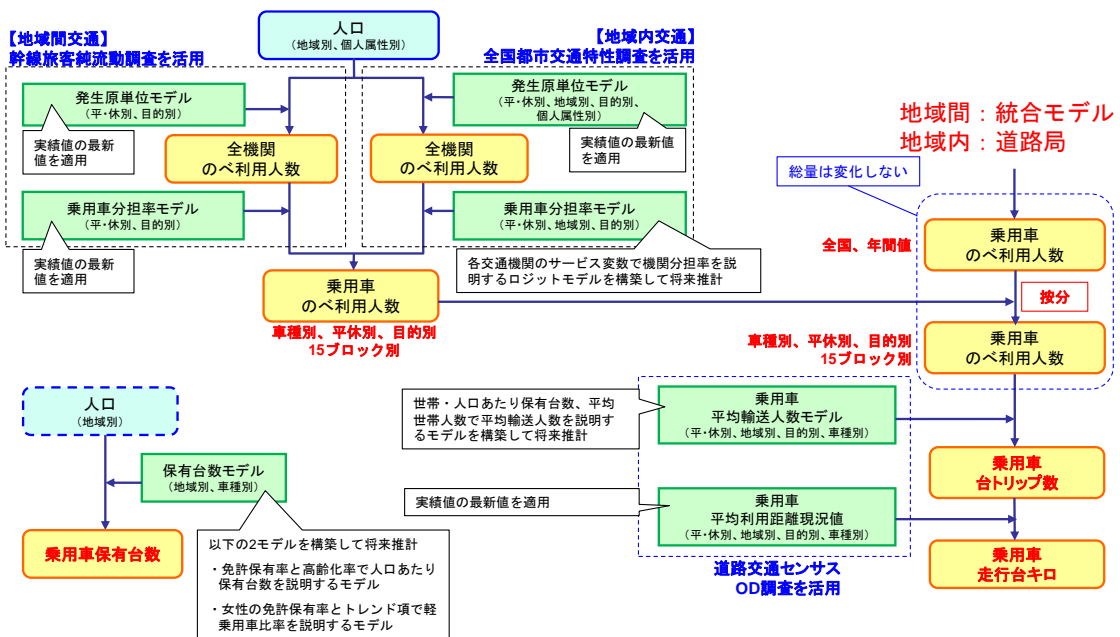 【地域間交通】
幹線旅客純流動調査を活用
人口
(地域別、個人属性別)
【地域内交通】
全国都市交通特性調査を活用
発生原単位モデル
(平・休別、目的別)
実績値の最新
値を適用
発生原単位モデル
(平・休別、地域別、目的別、
個人属性別)
実績値の最新値
を適用
全機関
のべ利用人数
全機関
のべ利用人数
乗用車分担率モデル
(平・休別、目的別)
実績値の最新
値を適用
乗用車分担率モデル
(平・休別、地域別、目的別)
各交通機関のサービス変数で機関分担率を説
明するロジットモデルを構築して将来推計
乗用車
のべ利用人数
車種別、平休別、目的別
15ブロック別
地域間：統合モデル
地域内：道路局
総量は変化しない
全国、年間値
乗用車
のべ利用人数
按分
車種別、平休別、目的別
15ブロック別
乗用車
のべ利用人数
人口
(地域別)
保有台数モデル
(地域別、車種別)
乗用車保有台数
以下の2モデルを構築して将来推計
・免許保有率と高齢化率で人口あたり
保有台数を説明するモデル
・女性の免許保有率とトレンド項で軽
乗用車比率を説明するモデル
世帯・人口あたり保有台数、平均
世帯人数で平均輸送人数を説明す
るモデルを構築して将来推計
乗用車
平均輸送人数モデル
(平・休別、地域別、目的別、車種別)
乗用車
台トリップ数
実績値の最新値を適用
乗用車
平均利用距離現況値
(平・休別、地域別、目的別、車種別)
道路交通センサス
OD調査を活用
乗用車
走行台キロ